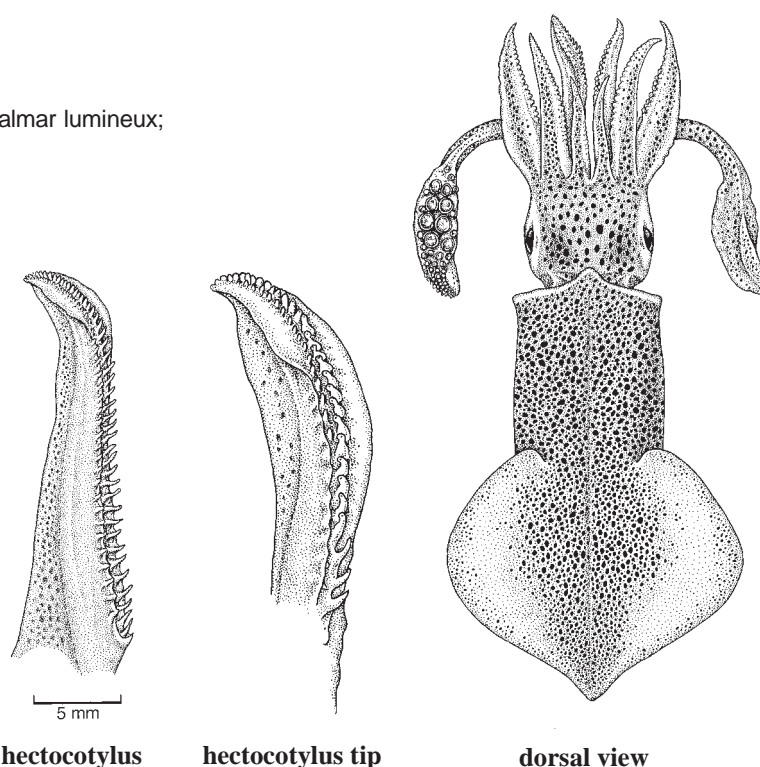 almar lumineux;
5 mm
hectocotylus
hectocotylus tip
dorsal view